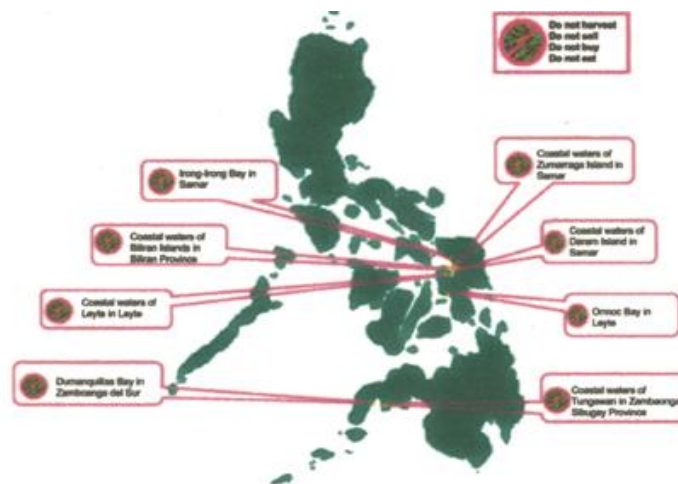 Do not harvest
Do not sell
Do not buy
Do not eat
Irong-Irong Bay in
Samar
Coastal waters of
Zumarraga Island in
Samar
Coastal waters of
Biliran Islands in
Biliran Province
Coastal waters of
Daram Island in
Samar
Coastal waters of
Leyte in Leyte
Ormoc Bay in
Leyte
Dumanquillas Bay in
Zamboanga del Sur
Coastal waters of
Tungawan in Zamboanga
Sibugay Province